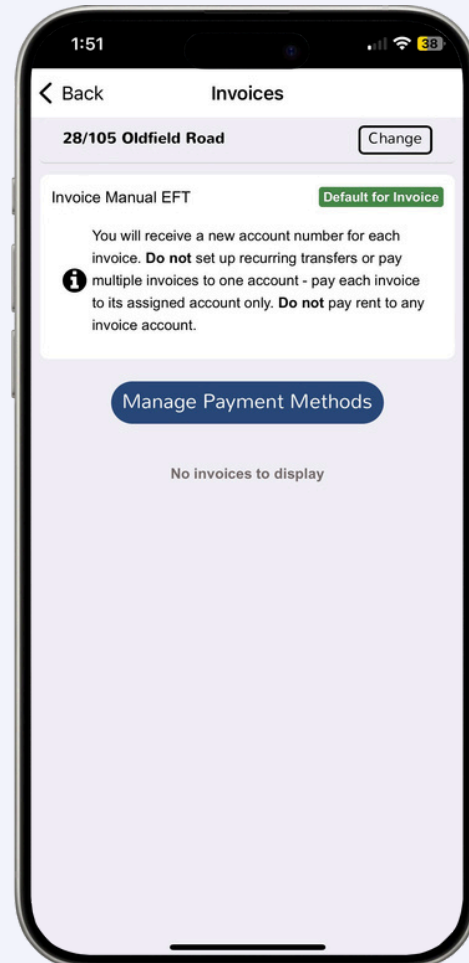 1:51
38
Back
Invoices
28/105 Oldfield Road
Change
Invoice Manual EFT
Default for Invoice
You will receive a new account number for each
invoice. Do not set up recurring transfers or pay
multiple invoices to one account - pay each invoice
to its assigned account only. Do not pay rent to any
invoice account.
Manage Payment Methods
No invoices to display